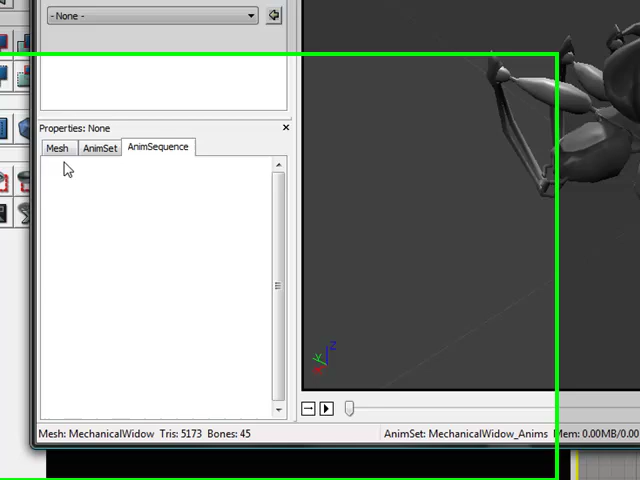 - None -
Properties: None
Mesh AnimSet AnimSequence
Z
Y
Mesh: MechanicalWidow Tris: 5173 Bones: 45 AnimSet: MechanicalWidow_Anims Mem: 0.00MB/0.00